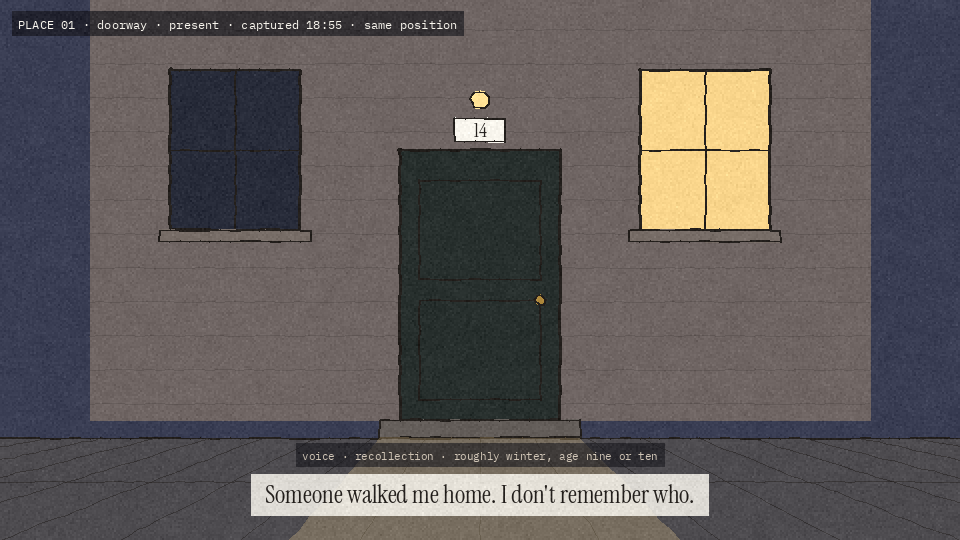 PLACE 01 · doorway · present · captured 18:55 · same position
14
voice · recollection · roughly winter, age nine or ten
Someone walked me home. I don't remember who.